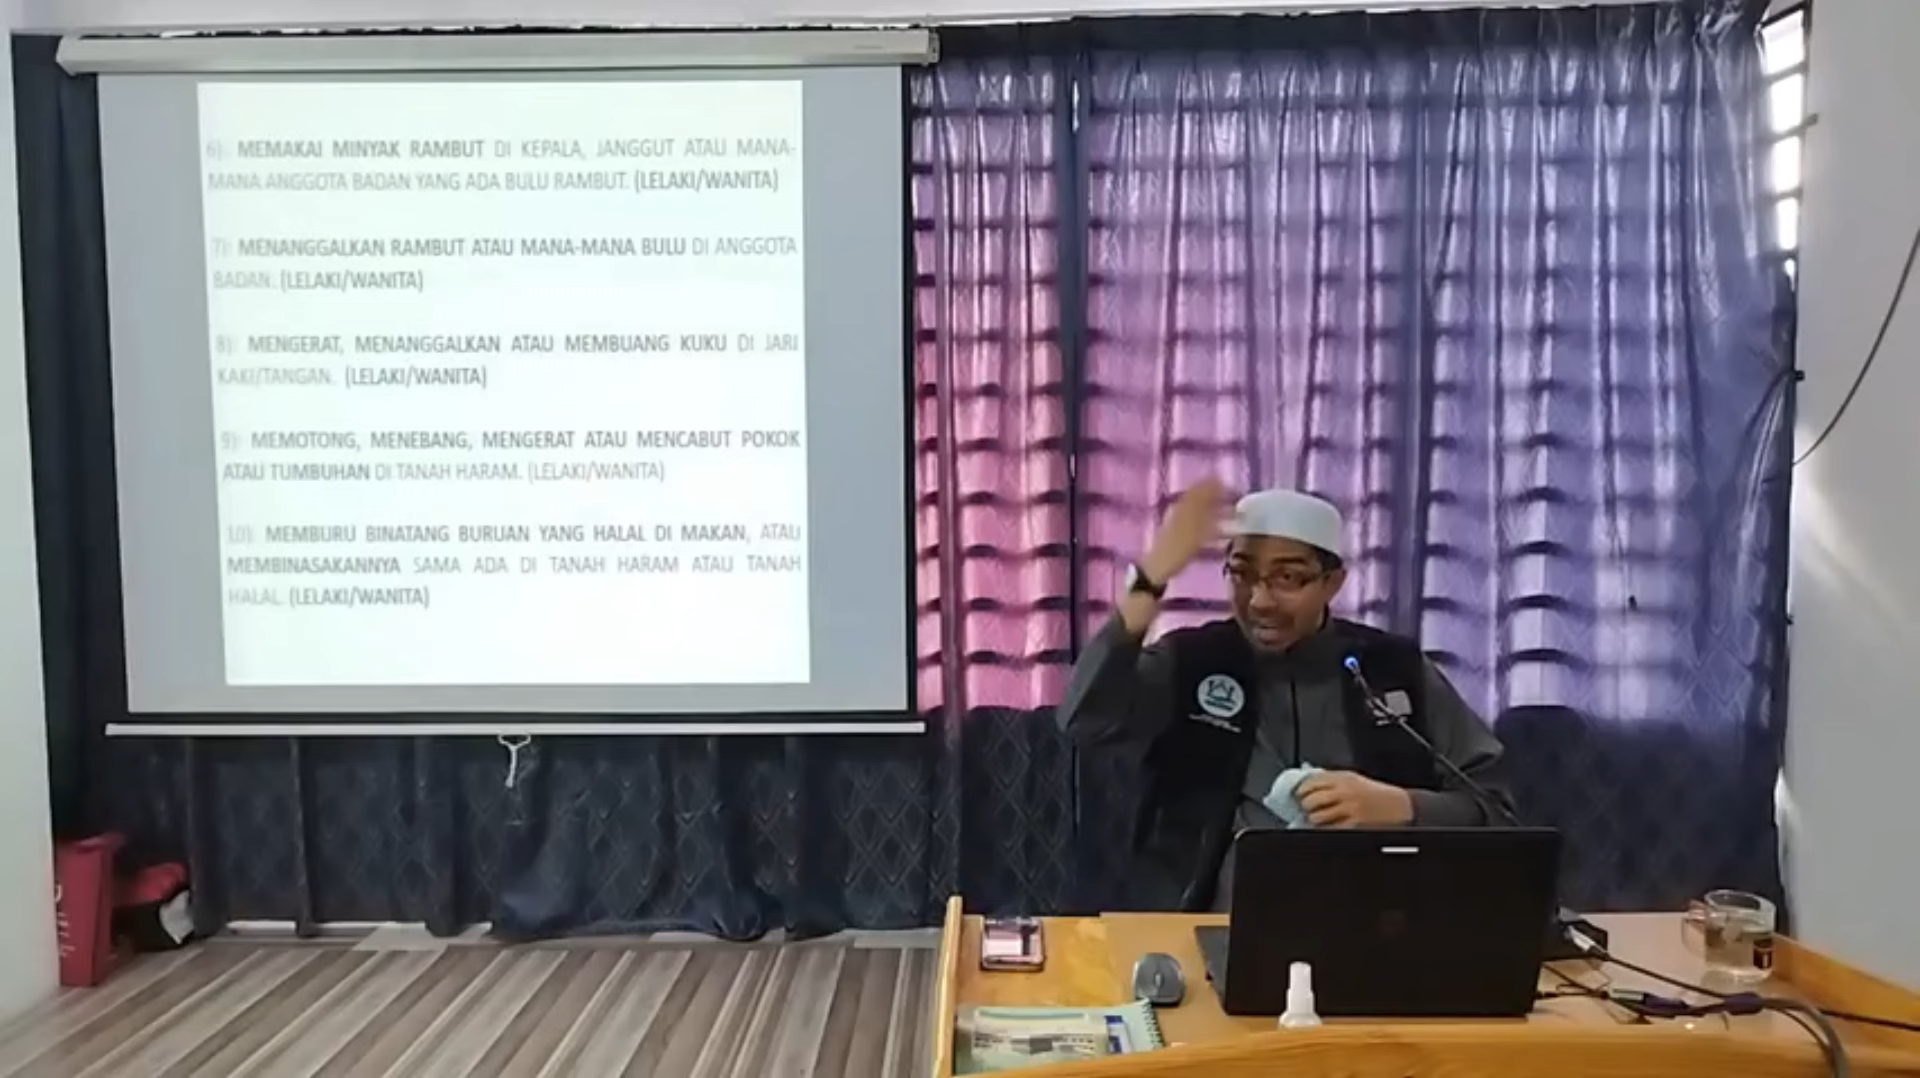 6). MEMAKAI MINYAK RAMBUT DI KEPALA, JANGGUT ATAU MANA-
MANA ANGGOTA BADAN YANG ADA BULU RAMBUT. (LELAKI/WANITA)
7). MENANGGALKAN RAMBUT ATAU MANA-MANA BULU DI ANGGOTA
BADAN. (LELAKI/WANITA)
8). MENGERAT, MENANGGALKAN ATAU MEMBUANG KUKU DI JARI
KAKI/TANGAN. (LELAKI/WANITA)
9). MEMOTONG, MENEBANG, MENGERAT ATAU MENCABUT POKOK
ATAU TUMBUHAN DI TANAH HARAM. (LELAKI/WANITA)
10). MEMBURU BINATANG BURUAN YANG HALAL DI MAKAN, ATAU
MEMBINASAKANNYA SAMA ADA DI TANAH HARAM ATAU TANAH
HALAL. (LELAKI/WANITA)